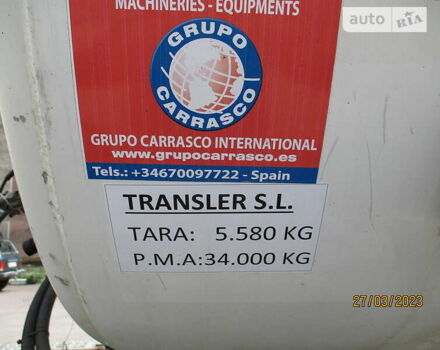 auto RIA
MACHINERIES - EQUIPMENTS
GRUPO
CARRASCO
GRUPO CARRASCO INTERNATIONAL
www.grupocarrasco.es
Tels.: +34670097722 - Spain
TRANSLER S.L.
TARA: 5.580 KG
P.M.A:34.000 KG
27/03/2023